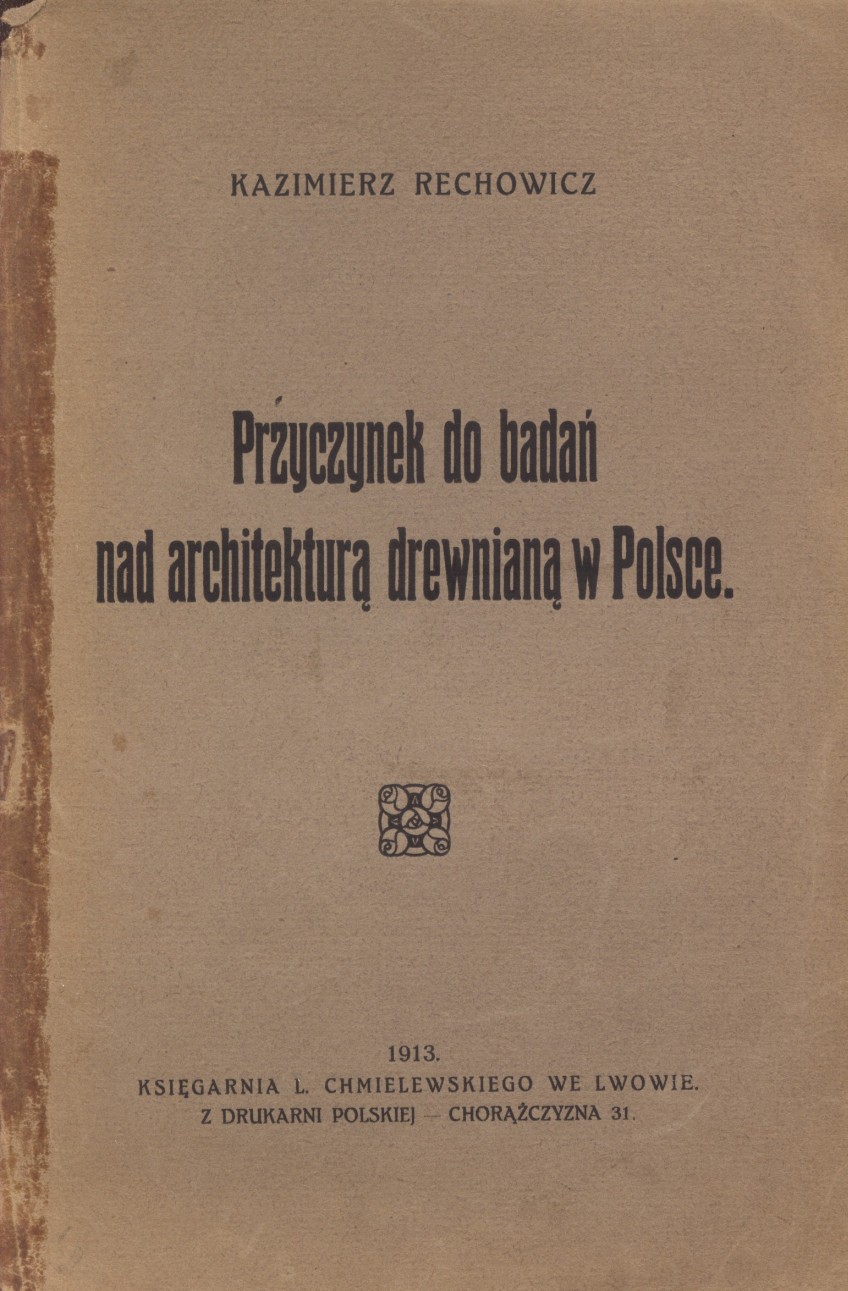 KAZIMIERZ RECHOWICZ
Przyczynek do badań
nad architekturą drewnianą w Polsce.
1913.
KSIĘGARNIA L. CHMIELEWSKIEGO WE LWOWIE.
Z DRUKARNI POLSKIEJ — CHORĄŻCZYZNA 31.